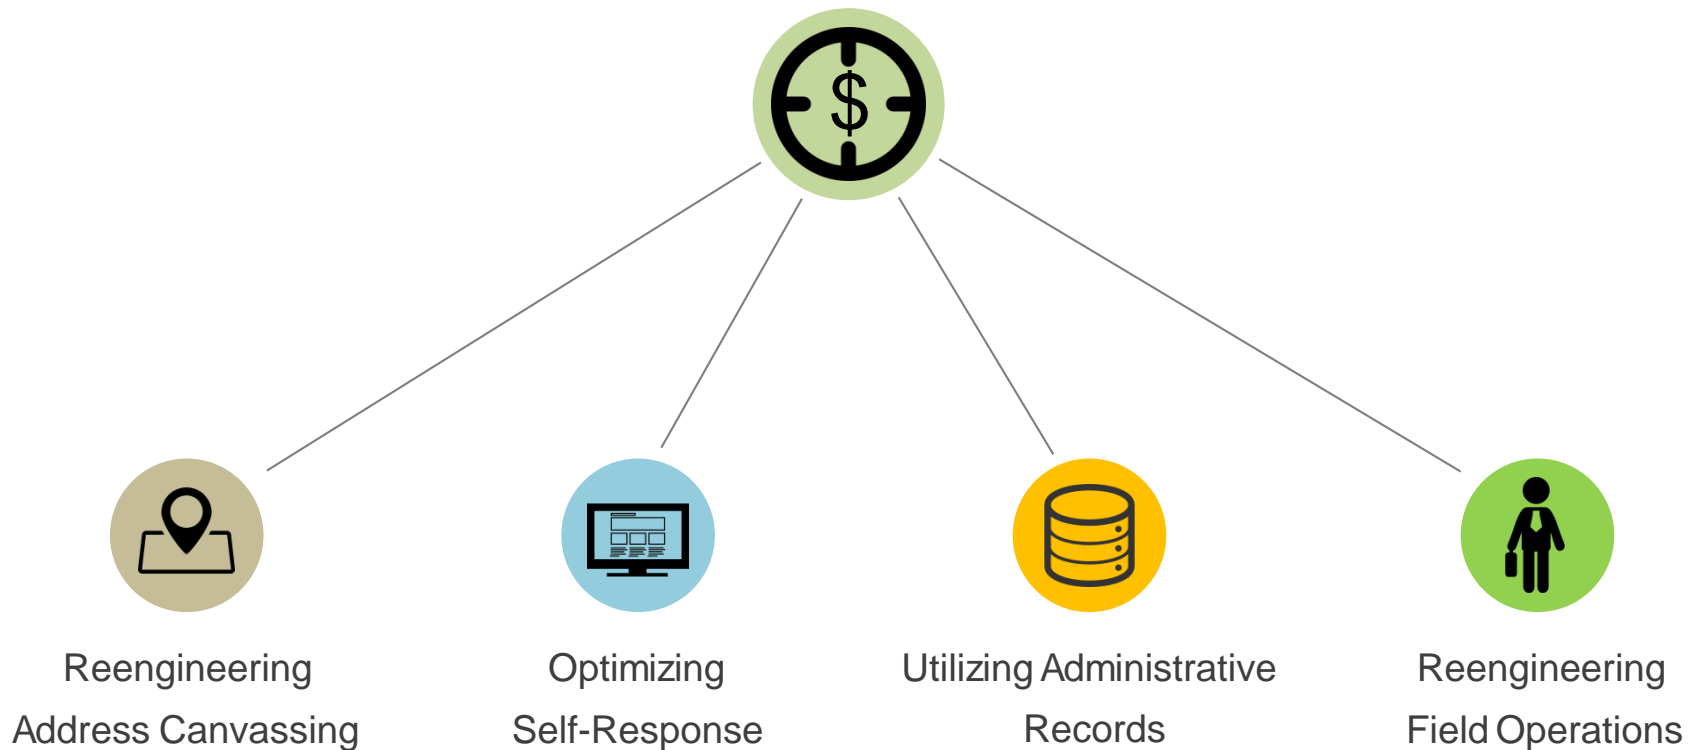 $
Reengineering
Address Canvassing
Optimizing
Self-Response
Utilizing Administrative
Records
Reengineering
Field Operations